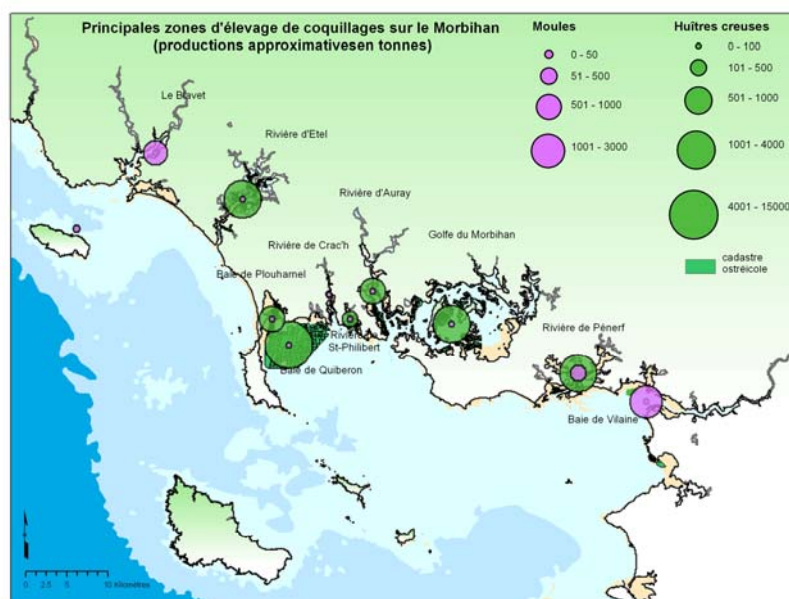 Principales zones d'élevage de coquillages sur le Morbihan
(productions approximativesen tonnes)
Moules
0 - 50
51 - 500
501 - 1000
1001 - 3000
Huîtres creuses
0 - 100
101 - 500
501 - 1000
1001 - 4000
4001 - 15000
cadastre
ostréicole
Le Blavet
Rivière d'Etel
Rivière d'Auray
Rivière de Crac'h
Golfe du Morbihan
Baie de Plouharnel
Rivière de
St-Philibert
Baie de Quiberon
Rivière de Pénerf
Baie de Vilaine
0 2.5 5 10 Kilomètres